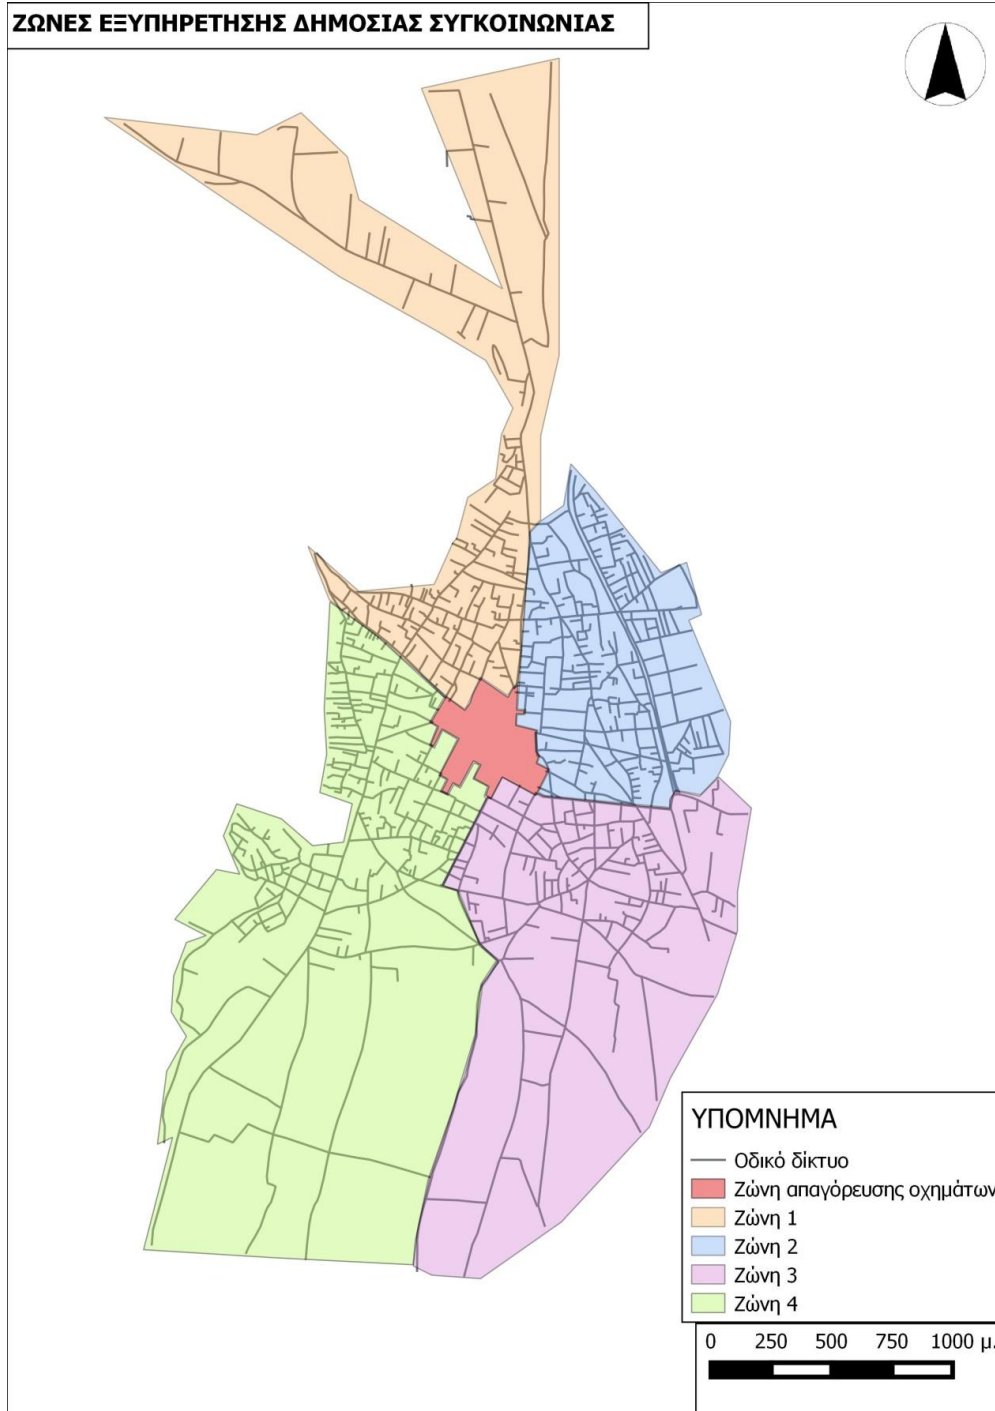 ΖΩΝΕΣ ΕΞΥΠΗΡΕΤΗΣΗΣ ΔΗΜΟΣΙΑΣ ΣΥΓΚΟΙΝΩΝΙΑΣ
ΥΠΟΜΝΗΜΑ
Οδικό δίκτυο
Ζώνη απαγόρευσης οχημάτων
Ζώνη 1
Ζώνη 2
Ζώνη 3
Ζώνη 4
0 250 500 750 1000 μ.